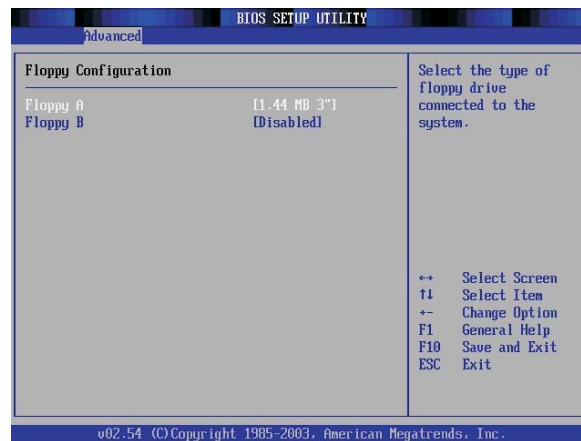 BIOS SETUP UTILITY
Advanced
Floppy Configuration
Floppy A [1.44 MB 3"]
Floppy B [Disabled]
Select the type of
floppy drive
connected to the
system.
↔ Select Screen
↑↓ Select Item
+- Change Option
F1 General Help
F10 Save and Exit
ESC Exit
v02.54 (C)Copyright 1985-2003, American Megatrends, Inc.